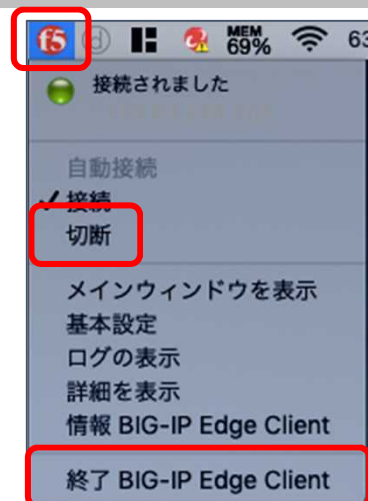 f5 d MEM 69% 63
接続されました
自動接続
✓ 接続
切断
メインウィンドウを表示
基本設定
ログの表示
詳細を表示
情報 BIG-IP Edge Client
終了 BIG-IP Edge Client